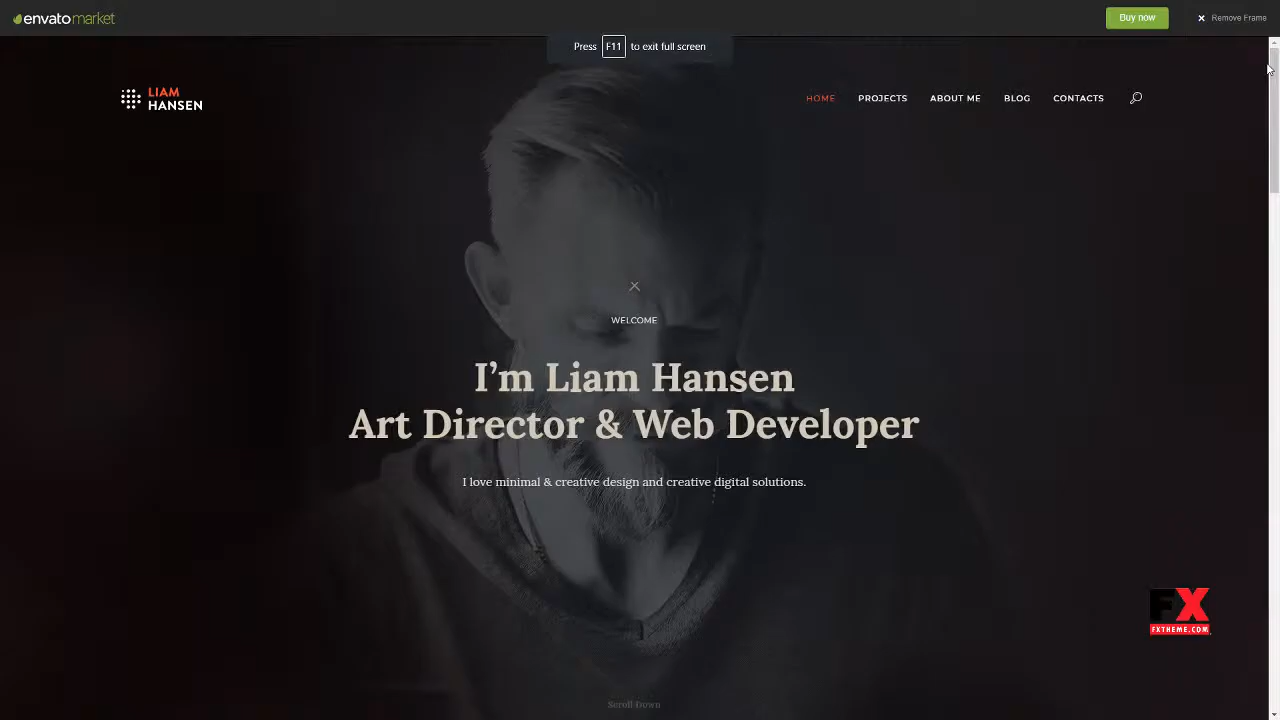 envatomarket
Buy now
Remove Frame
Press F11 to exit full screen
LIAM
HANSEN
HOME
PROJECTS
ABOUT ME
BLOG
CONTACTS
WELCOME
I’m Liam Hansen
Art Director & Web Developer
I love minimal & creative design and creative digital solutions.
FX
FXTHEME.COM
Scroll Down